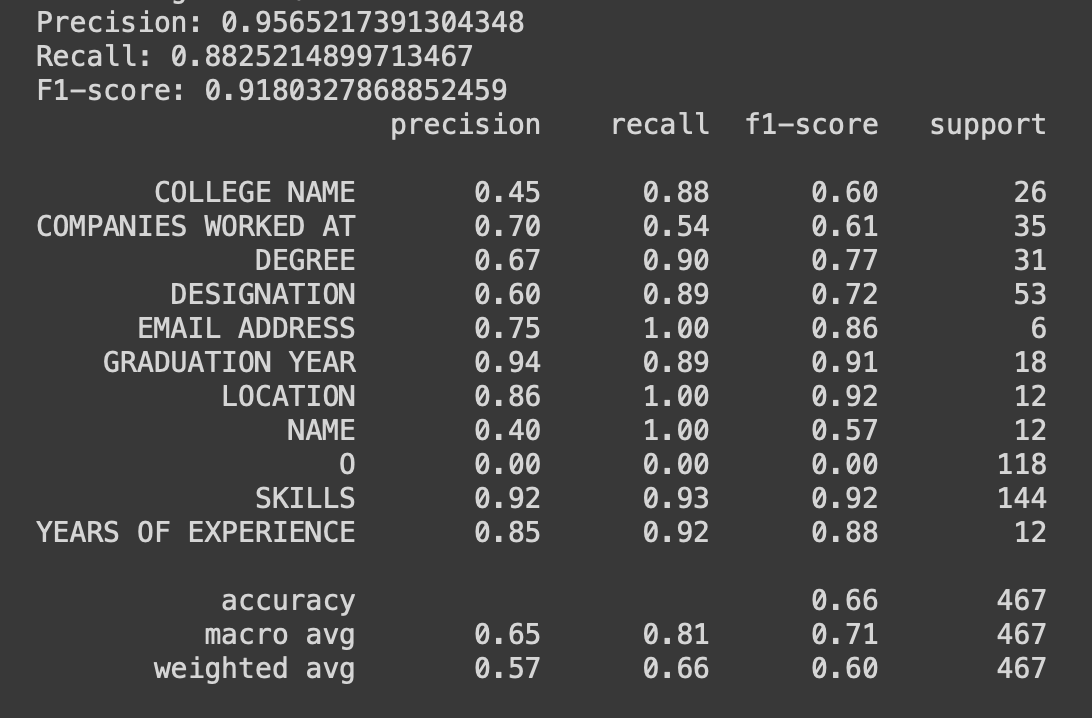 Precision: 0.9565217391304348
Recall: 0.8825214899713467
F1-score: 0.9180327868852459
precision recall f1-score support
COLLEGE NAME 0.45 0.88 0.60 26
COMPANIES WORKED AT 0.70 0.54 0.61 35
DEGREE 0.67 0.90 0.77 31
DESIGNATION 0.60 0.89 0.72 53
EMAIL ADDRESS 0.75 1.00 0.86 6
GRADUATION YEAR 0.94 0.89 0.91 18
LOCATION 0.86 1.00 0.92 12
NAME 0.40 1.00 0.57 12
O 0.00 0.00 0.00 118
SKILLS 0.92 0.93 0.92 144
YEARS OF EXPERIENCE 0.85 0.92 0.88 12
accuracy 0.66 467
macro avg 0.65 0.81 0.71 467
weighted avg 0.57 0.66 0.60 467